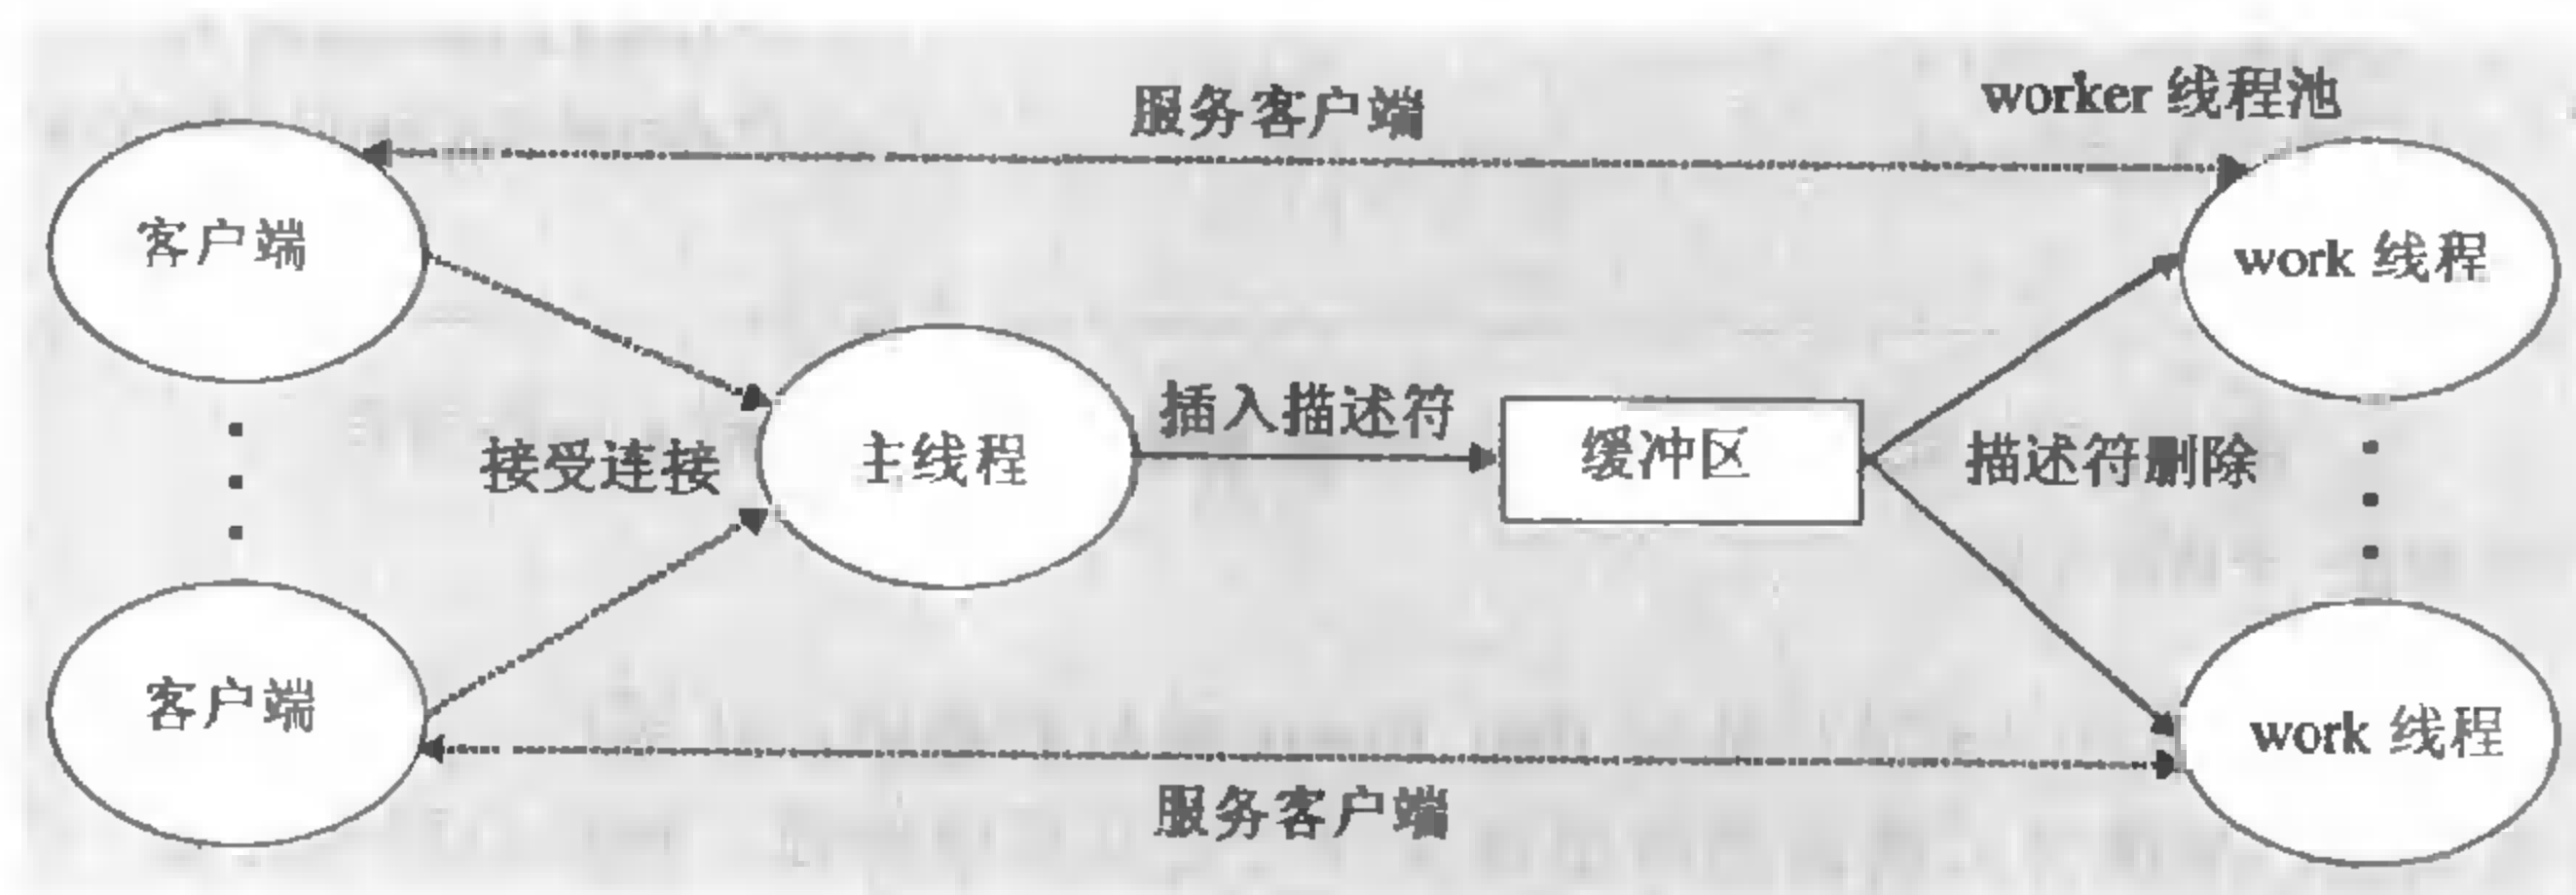 服务客户端
worker 线程池
客户端
work 线程
接受连接
主线程
插入描述符
缓冲区
描述符删除
客户端
work 线程
服务客户端